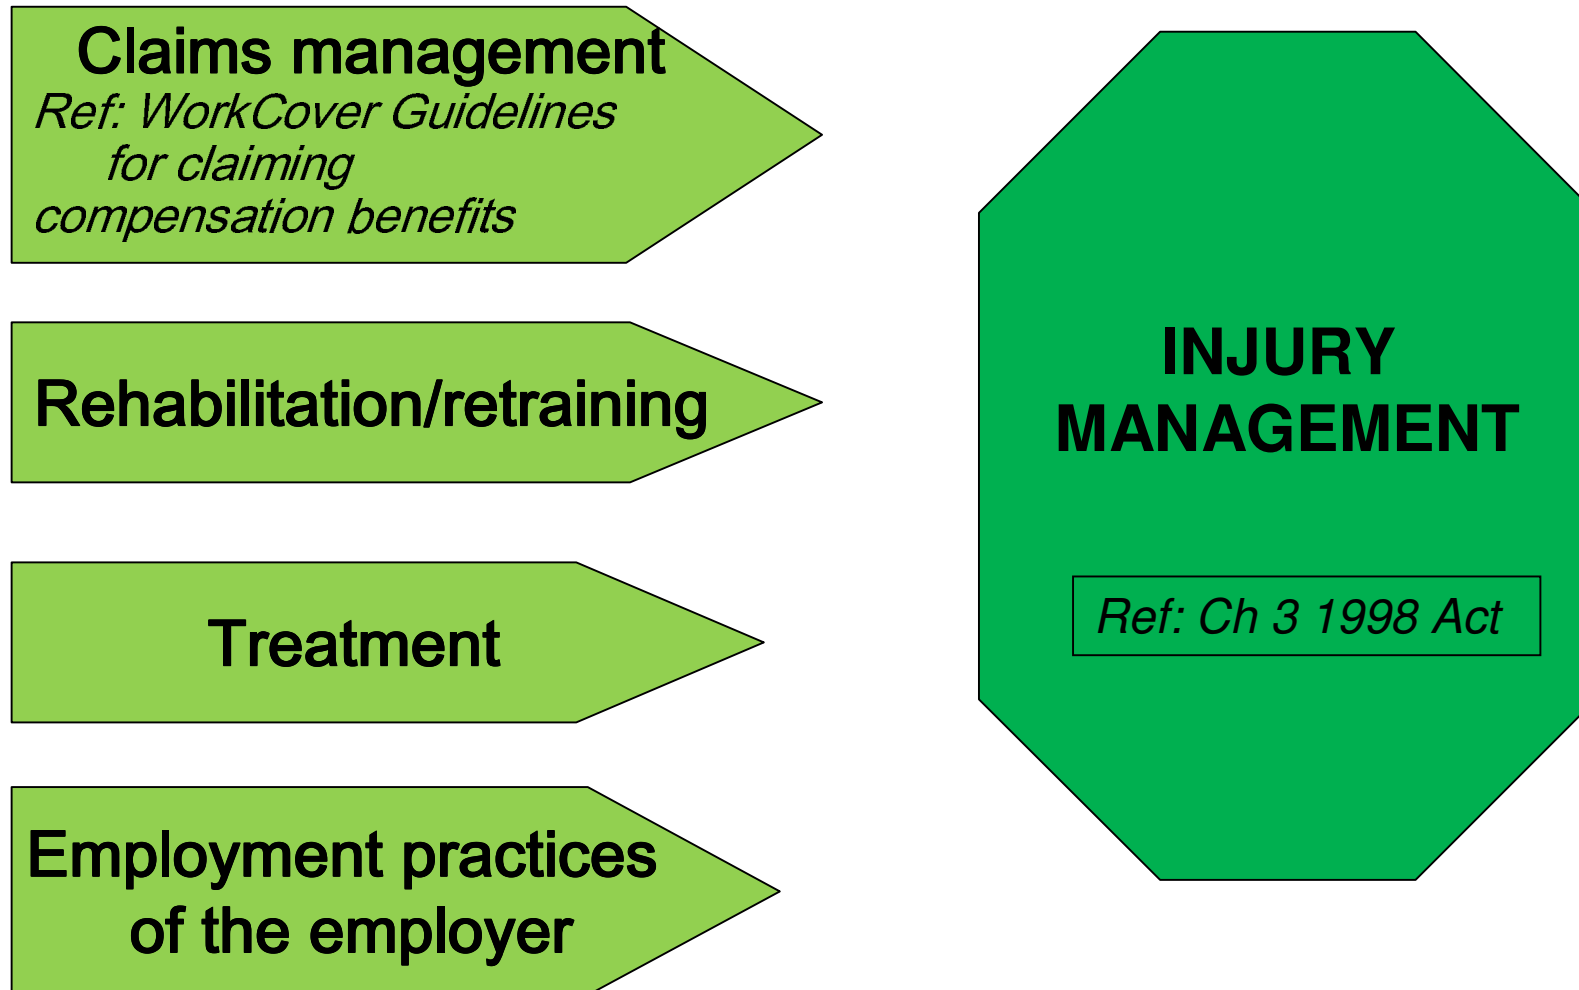 Claims management
Ref: WorkCover Guidelines
for claiming
compensation benefits
Rehabilitation/retraining
Treatment
Employment practices
of the employer
INJURY
MANAGEMENT
Ref: Ch 3 1998 Act